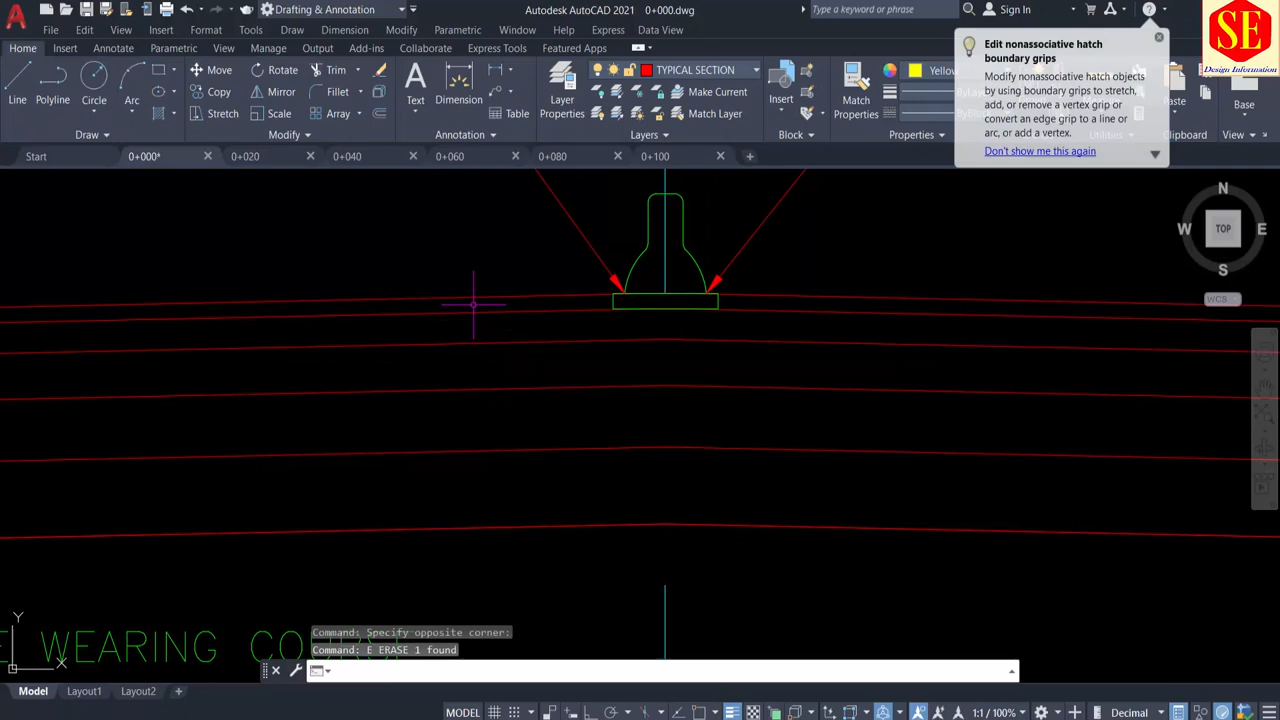 Drafting & Annotation
Autodesk AutoCAD 2021 0+000.dwg
Type a keyword or phrase
Sign In
File Edit View Insert Format Tools Draw Dimension Modify Parametric Window Help Express Data View
Home Insert Annotate Parametric View Manage Output Add-ins Collaborate Express Tools Featured Apps
SE
Design Information
Edit nonassociative hatch
boundary grips
Modify nonassociative hatch objects
by using boundary grips to stretch,
add, or remove a vertex grip or
convert an edge grip to a line or
arc, or add a vertex.
Don't show me this again
Line Polyline Circle Arc
Move Rotate Trim
Copy Mirror Fillet
Stretch Scale Array
Text Dimension
Table
Layer
Properties
TYPICAL SECTION
Make Current
Match Layer
Insert
Match
Properties
Yellow
Paste
Base
Draw Modify Annotation Layers Block Properties Clipboard View
Start 0+000* 0+020 0+040 0+060 0+080 0+100
N
W TOP E
S
WCS
E WEARING CO
Y
X
Command: Specify opposite corner:
Command: E ERASE 1 found
Model Layout1 Layout2
MODEL 1:1 / 100% Decimal